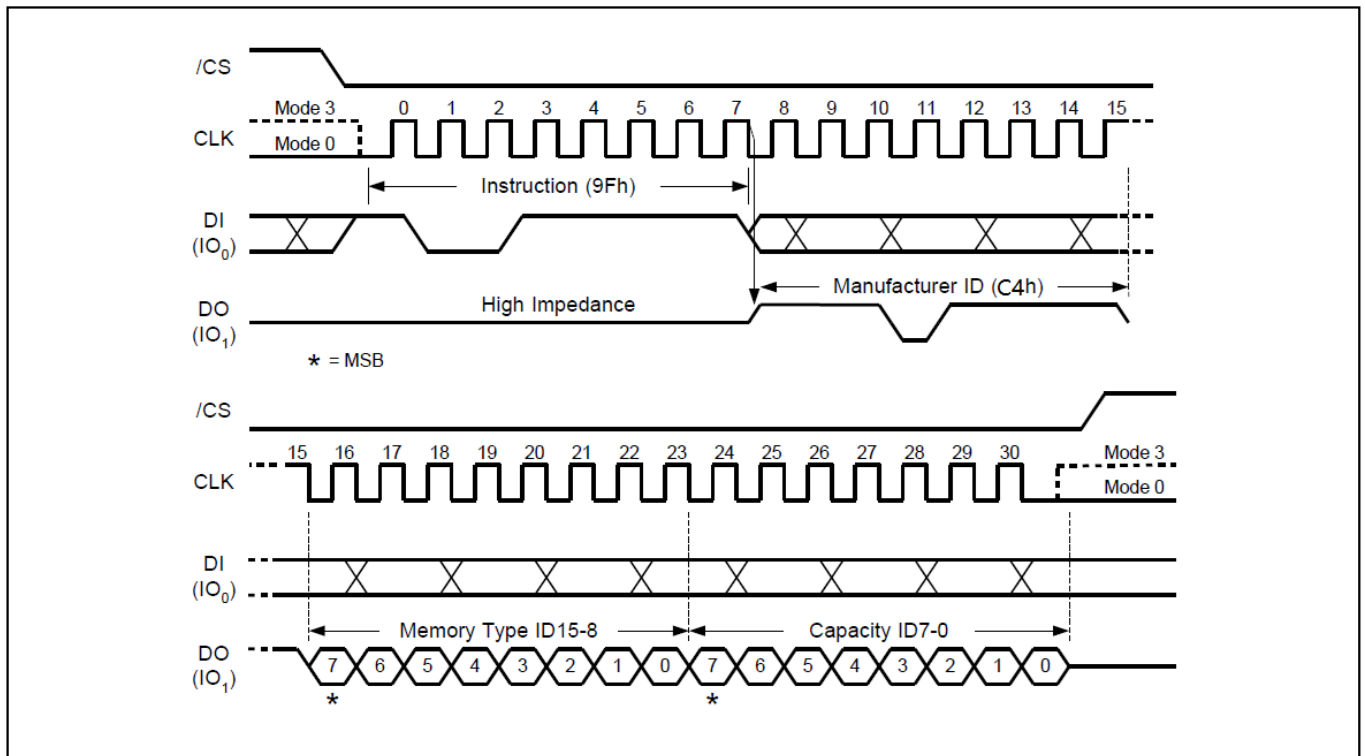 /CS
Mode 3
0 1 2 3 4 5 6 7 8 9 10 11 12 13 14 15
CLK
Mode 0
Instruction (9Fh)
DI
(IO0)
Manufacturer ID (C4h)
High Impedance
DO
(IO1)
* = MSB
/CS
15 16 17 18 19 20 21 22 23 24 25 26 27 28 29 30
Mode 3
CLK
Mode 0
DI
(IO0)
Memory Type ID15-8
Capacity ID7-0
DO
7 6 5 4 3 2 1 0 7 6 5 4 3 2 1 0
(IO1)
* *